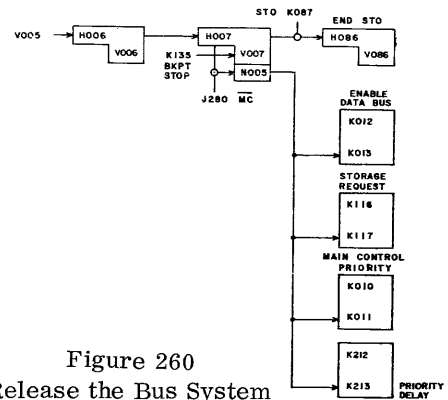 STO K087
END STO
V005
H006
V006
H007
V007
K135
BKPT
STOP
N005
J280 MC
H086
V086
ENABLE
DATA BUS
K012
K013
STORAGE
REQUEST
K116
K117
MAIN CONTROL
PRIORITY
K010
K011
K212
K213
PRIORITY
DELAY
Figure 260
Release the Bus System